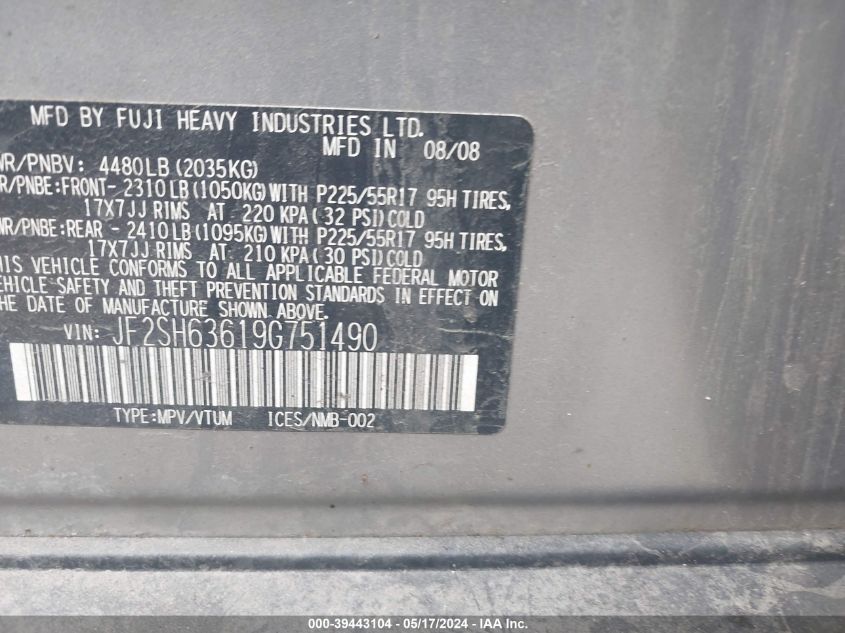 MFD BY FUJI HEAVY INDUSTRIES LTD.
MFD IN 08/08
WR/PNBV: 4480LB (2035KG)
R/PNBE:FRONT- 2310 LB (1050KG) WITH P225/55R17 95H TIRES,
17X7JJ RIMS AT 220 KPA ( 32 PSI) COLD
WR/PNBE:REAR - 2410 LB (1095KG) WITH P225/55R17 95H TIRES,
17X7JJ RIMS AT 210 KPA ( 30 PSI) COLD
HIS VEHICLE CONFORMS TO ALL APPLICABLE FEDERAL MOTOR
VEHICLE SAFETY AND THEFT PREVENTION STANDARDS IN EFFECT ON
THE DATE OF MANUFACTURE SHOWN ABOVE.
VIN: JF2SH63619G751490
TYPE:MPV/VTUM ICES/NMB-002
000-39443104 - 05/17/2024 - IAA Inc.